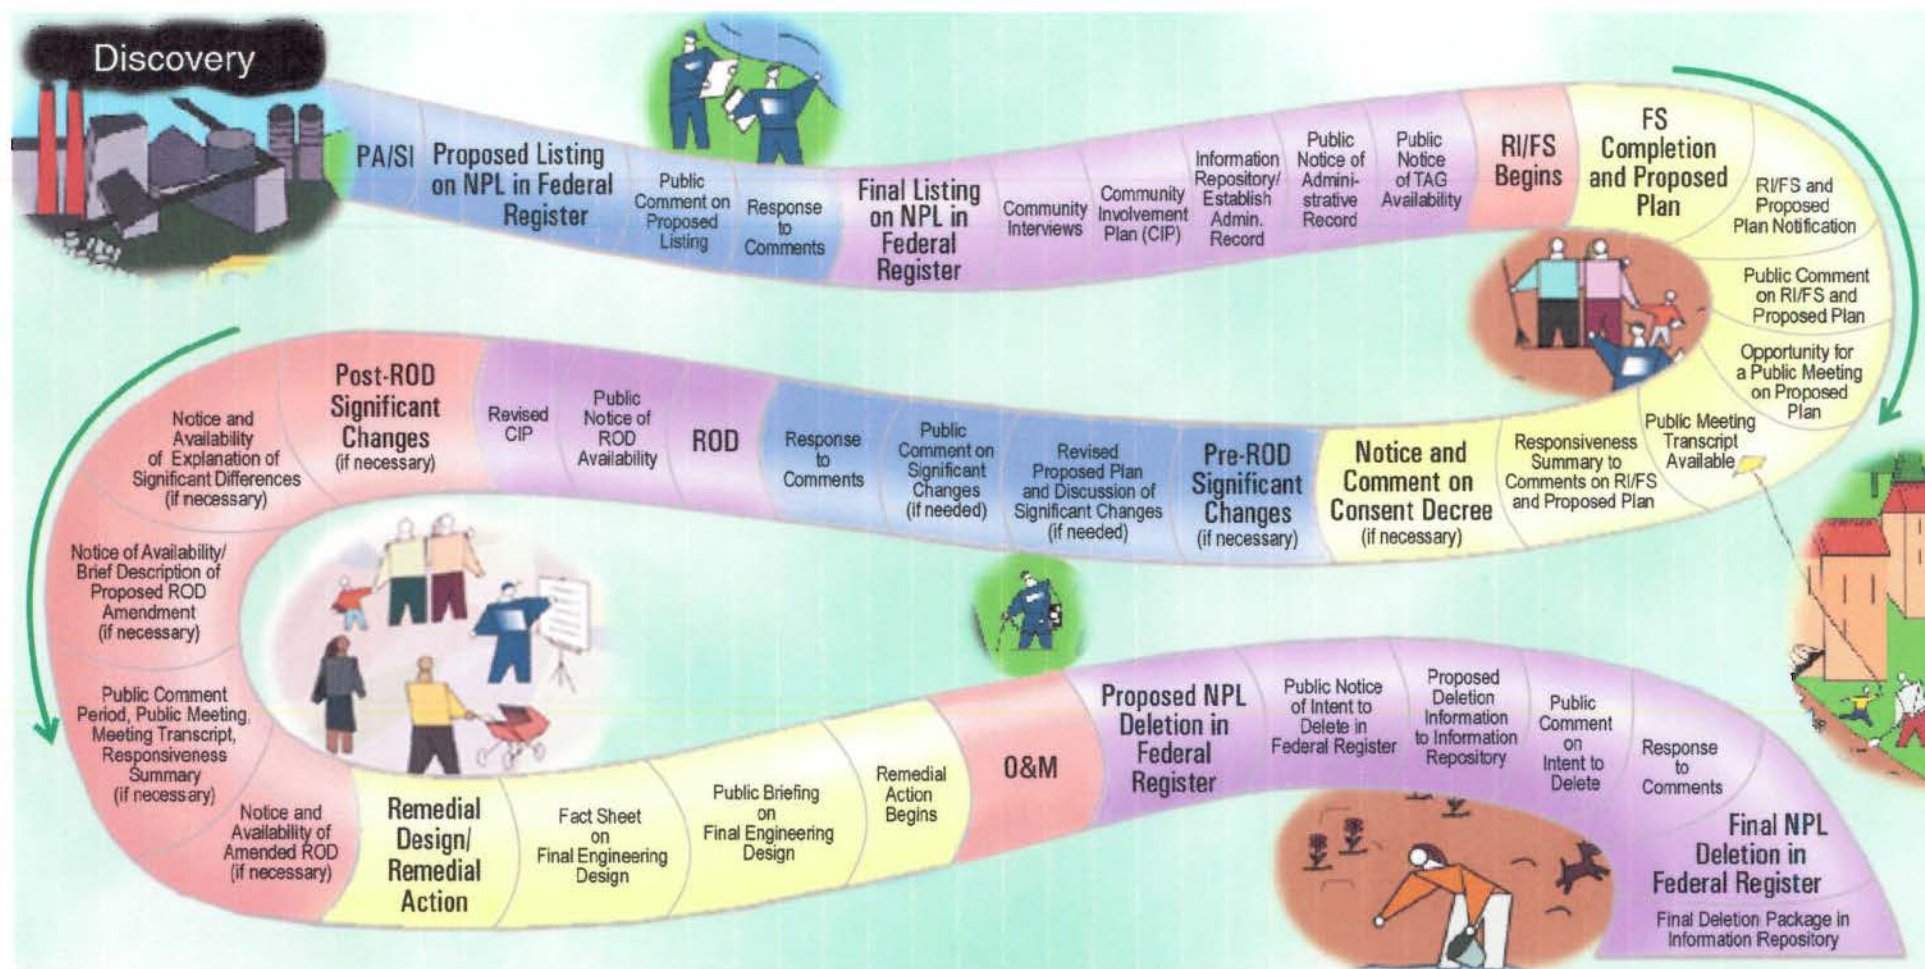 Discovery
PA/SI
Proposed Listing
on NPL in Federal
Register
Public
Comment on
Proposed
Listing
Response
to
Comments
Final Listing
on NPL in
Federal
Register
Community
Interviews
Community
Involvement
Plan (CIP)
Information
Repository/
Establish
Admin.
Record
Public
Notice of
Admini-
strative
Record
Public
Notice
of TAG
Availability
RI/FS
Begins
FS
Completion
and Proposed
Plan
RI/FS and
Proposed
Plan Notification
Public Comment
on RI/FS and
Proposed Plan
Opportunity for
a Public Meeting
on Proposed
Plan
Public Meeting
Transcript
Available
Responsiveness
Summary to
Comments on RI/FS
and Proposed Plan
Notice and
Comment on
Consent Decree
(if necessary)
Pre-ROD
Significant
Changes
(if necessary)
Revised
Proposed Plan
and Discussion of
Significant Changes
(if needed)
Public
Comment on
Significant
Changes
(if needed)
Response
to
Comments
ROD
Public
Notice of
ROD
Availability
Revised
CIP
Post-ROD
Significant
Changes
(if necessary)
Notice and
Availability
of Explanation of
Significant Differences
(if necessary)
Notice of Availability/
Brief Description of
Proposed ROD
Amendment
(if necessary)
Public Comment
Period, Public Meeting,
Meeting Transcript,
Responsiveness
Summary
(if necessary)
Notice and
Availability of
Amended ROD
(if necessary)
Remedial
Design/
Remedial
Action
Fact Sheet
on
Final Engineering
Design
Public Briefing
on
Final Engineering
Design
Remedial
Action
Begins
O&M
Proposed NPL
Deletion in
Federal
Register
Public Notice
of Intent to
Delete in
Federal Register
Proposed
Deletion
Information
to Information
Repository
Public
Comment
on
Intent to
Delete
Response
to
Comments
Final NPL
Deletion in
Federal Register
Final Deletion Package in
Information Repository